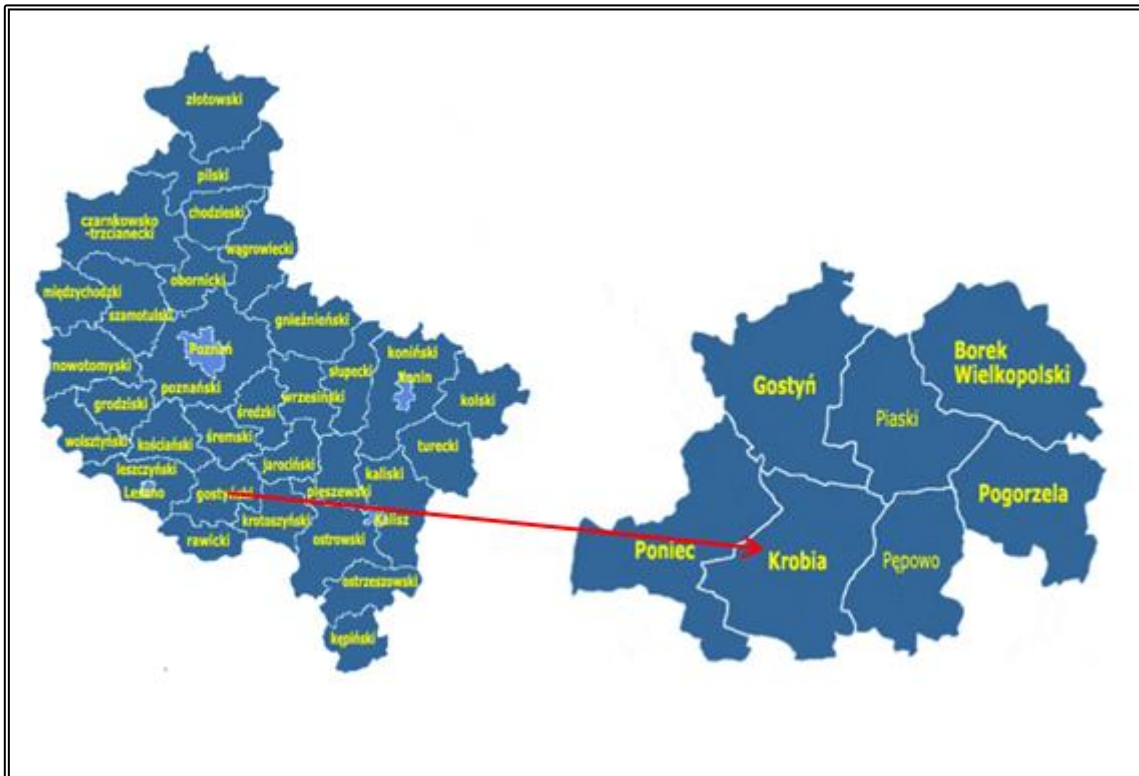 złotowski
pilski
chodzieski
czarnkowsko
-trzcianecki
wągrowiecki
obornicki
międzychodzki
szamotulski
gnieźnieński
Poznań
koniński
słupecki
Konin
nowotomyski
poznański
wrzesiński
kolski
grodziski
średzki
śremski
wolsztyński
kościański
turecki
jarociński
leszczyński
kaliski
Leszno
gostyński
pleszewski
krotoszyński
Kalisz
rawicki
ostrowski
ostrzeszowski
kępiński
Borek
Wielkopolski
Gostyń
Piaski
Pogorzela
Poniec
Krobia
Pępowo